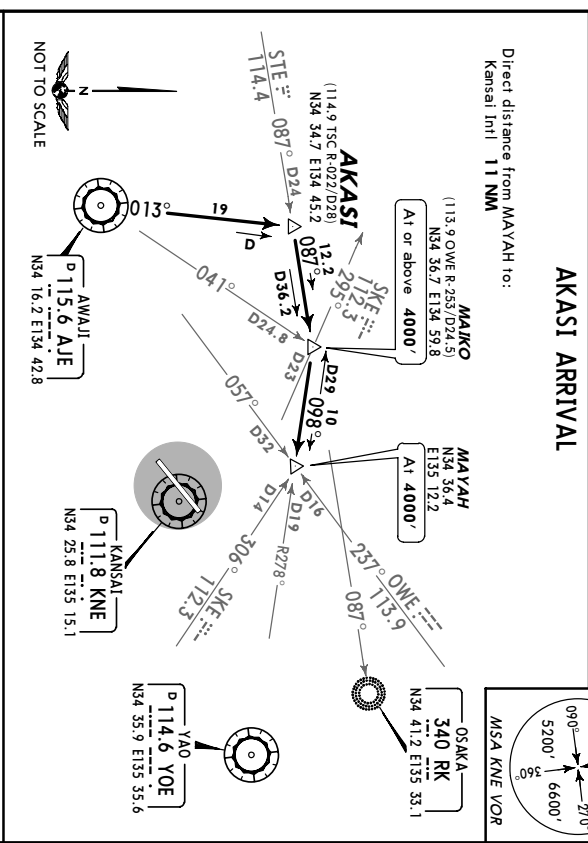 AKASI ARRIVAL
Direct distance from MAYAH to:
Kansai Intl 11 NM
NOT TO SCALE
N
MSA KNE VOR
090°
270
360°
5200'
6600'
STE
114.4
087° D24
AKASI
(114.9 TSC R-022/D28)
N34 34.7 E134 45.2
MAIKO
(113.9 OWE R-253/D24.5)
N34 36.7 E134 59.8
At or above 4000'
MAYAH
N34 36.4
E135 12.2
At 4000'
013°
19
D
12.2
087°
D36.2
SKE
112.3
295°
D23
041°
D24.8
D29 10
098°
057°
D32
D16
237° OWE
113.9
087°
D19 R278°
D14
306° SKE
112.3
AWAJI
D 115.6 AJE
N34 16.2 E134 42.8
KANSAI
D 111.8 KNE
N34 25.8 E135 15.1
OSAKA
340 RK
N34 41.2 E135 33.1
YAO
D 114.6 YOE
N34 35.9 E135 35.6